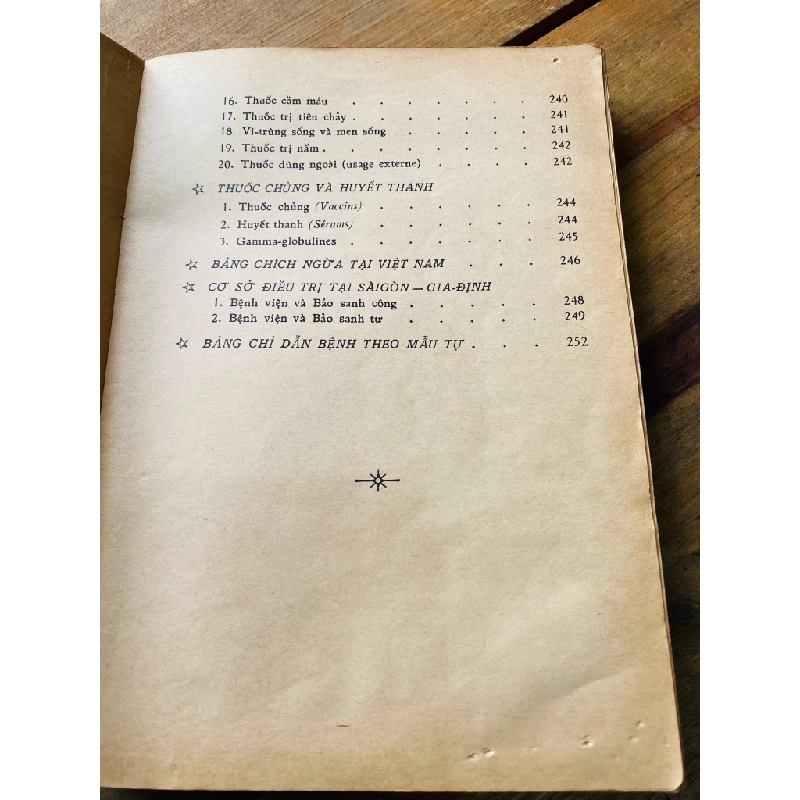 16. Thuốc cầm máu . . . . . . . 240
17. Thuốc trị tiêu chảy . . . . . . . 241
18. Vi-trùng sống và men sống . . . . . 241
19. Thuốc trị nấm . . . . . . . 242
20. Thuốc dùng ngoài (usage externe) . . . . 242
THUỐC CHỦNG VÀ HUYẾT THANH
1. Thuốc chủng (Vaccins) . . . . . . 244
2. Huyết thanh (Sérums) . . . . . . 244
3. Gamma-globulines . . . . . . . 245
BẢNG CHÍCH NGỪA TẠI VIỆT NAM . . . 246
CƠ SỞ ĐIỀU TRỊ TẠI SÀIGÒN — GIA-ĐỊNH
1. Bệnh viện và Bảo sanh công . . . . . 248
2. Bệnh viện và Bảo sanh tư . . . . . 249
BẢNG CHỈ DẪN BỆNH THEO MẪU TỰ . . . 252